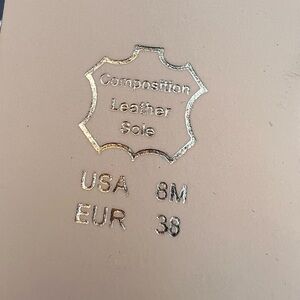 Composition
Leather
Sole
USA 8M
EUR 38